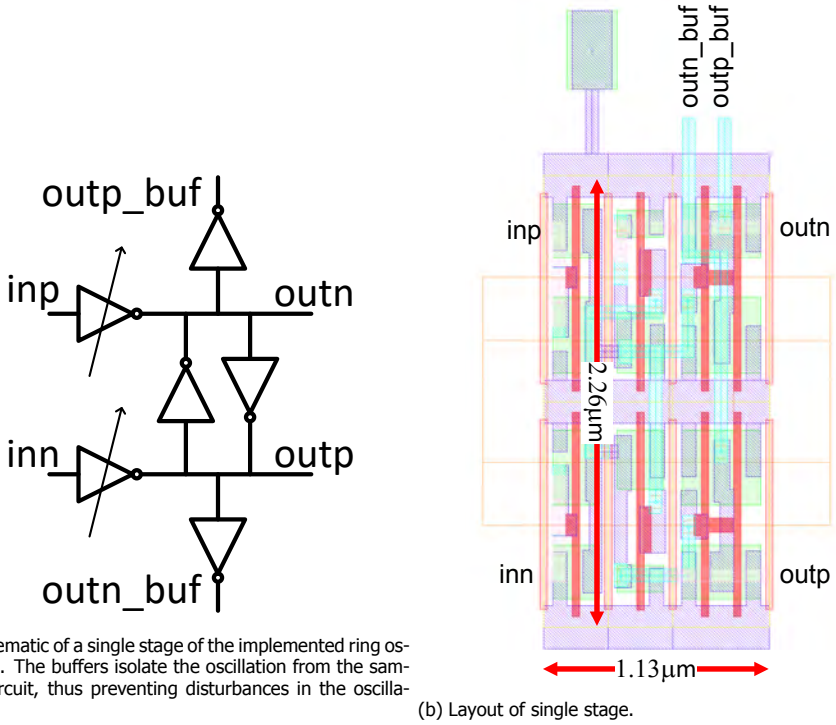 outp_buf
inp
outn
inn
outp
outn_buf
ematic of a single stage of the implemented ring os-
. The buffers isolate the oscillation from the sam-
rcuit, thus preventing disturbances in the oscilla-
outn_buf
outp_buf
inp
outn
2.26μm
inn
outp
1.13μm
(b) Layout of single stage.